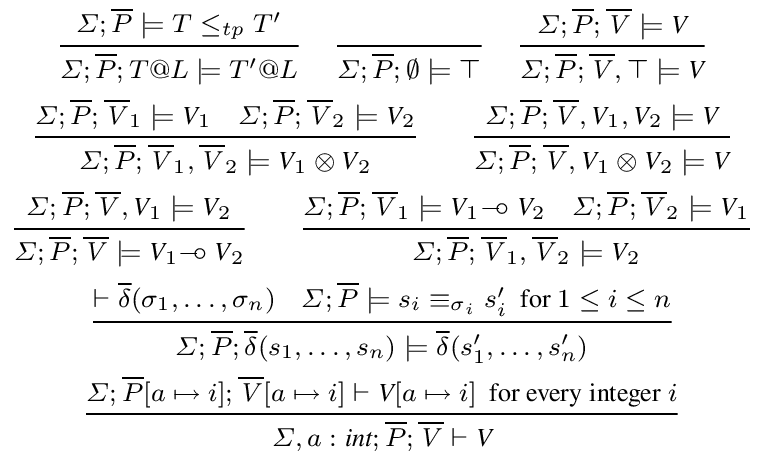 Σ; P̅ ⊨ T ≤_tp T′
Σ; P̅; T@L ⊨ T′@L    Σ; P̅; ∅ ⊨ ⊤    Σ; P̅; V̅ ⊨ V
Σ; P̅; V̅, ⊤ ⊨ V
Σ; P̅; V̅₁ ⊨ V₁    Σ; P̅; V̅₂ ⊨ V₂
Σ; P̅; V̅₁, V̅₂ ⊨ V₁ ⊗ V₂
Σ; P̅; V̅, V₁, V₂ ⊨ V
Σ; P̅; V̅, V₁ ⊗ V₂ ⊨ V
Σ; P̅; V̅, V₁ ⊨ V₂
Σ; P̅; V̅ ⊨ V₁ ⊸ V₂
Σ; P̅; V̅₁ ⊨ V₁ ⊸ V₂    Σ; P̅; V̅₂ ⊨ V₁
Σ; P̅; V̅₁, V̅₂ ⊨ V₂
⊢ δ̅(σ₁, …, σₙ)    Σ; P̅ ⊨ sᵢ ≡_σᵢ s′ᵢ for 1 ≤ i ≤ n
Σ; P̅; δ̅(s₁, …, sₙ) ⊨ δ̅(s′₁, …, s′ₙ)
Σ; P̅[a ↦ i]; V̅[a ↦ i] ⊢ V[a ↦ i] for every integer i
Σ, a : int; P̅; V̅ ⊢ V